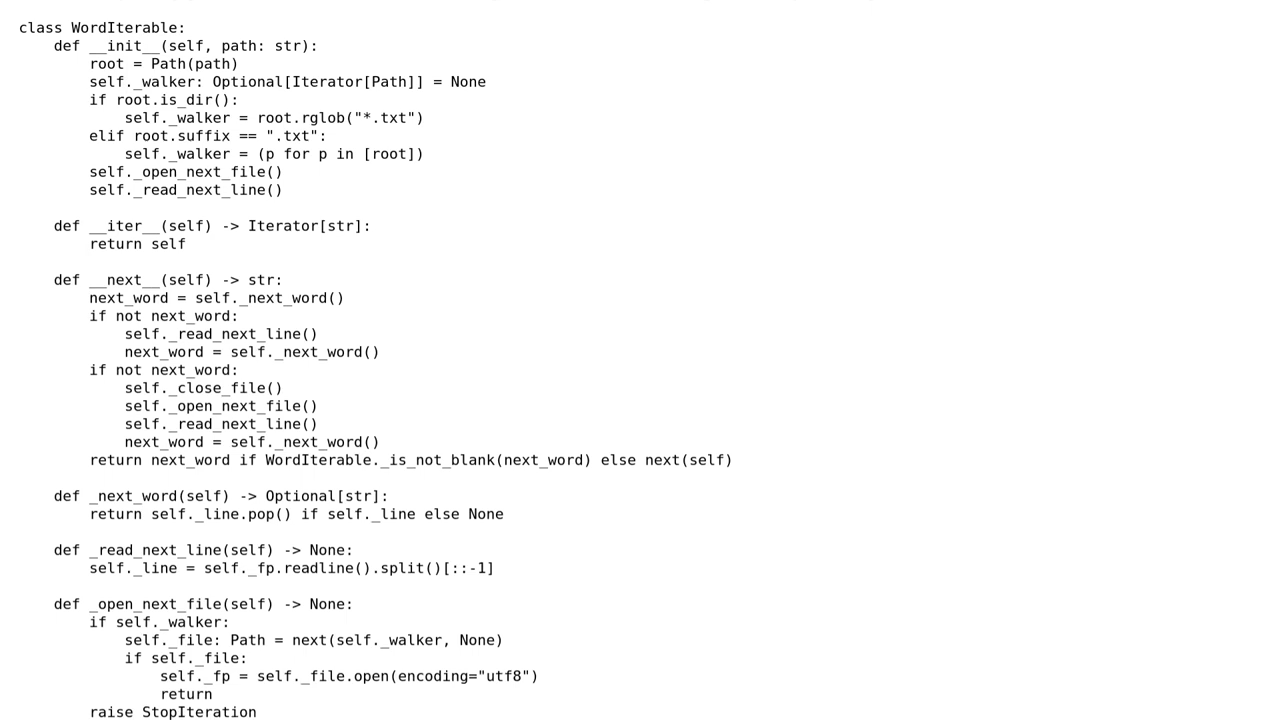 class WordIterable:
    def __init__(self, path: str):
        root = Path(path)
        self._walker: Optional[Iterator[Path]] = None
        if root.is_dir():
            self._walker = root.rglob("*.txt")
        elif root.suffix == ".txt":
            self._walker = (p for p in [root])
        self._open_next_file()
        self._read_next_line()

    def __iter__(self) -> Iterator[str]:
        return self

    def __next__(self) -> str:
        next_word = self._next_word()
        if not next_word:
            self._read_next_line()
            next_word = self._next_word()
        if not next_word:
            self._close_file()
            self._open_next_file()
            self._read_next_line()
            next_word = self._next_word()
        return next_word if WordIterable._is_not_blank(next_word) else next(self)

    def _next_word(self) -> Optional[str]:
        return self._line.pop() if self._line else None

    def _read_next_line(self) -> None:
        self._line = self._fp.readline().split()[::-1]

    def _open_next_file(self) -> None:
        if self._walker:
            self._file: Path = next(self._walker, None)
            if self._file:
                self._fp = self._file.open(encoding="utf8")
                return
        raise StopIteration